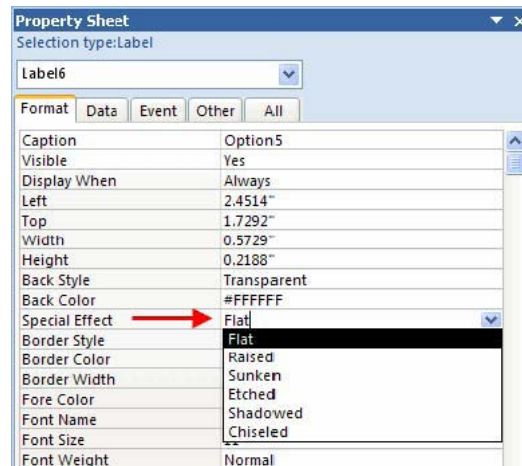 Property Sheet
Selection type:Label
Label6
Format Data Event Other All
Caption Option5
Visible Yes
Display When Always
Left 2.4514"
Top 1.7292"
Width 0.5729"
Height 0.2188"
Back Style Transparent
Back Color #FFFFFF
Special Effect Flat
Border Style Flat
Border Color Raised
Border Width Sunken
Fore Color Etched
Font Name Shadowed
Font Size Chiseled
Font Weight Normal